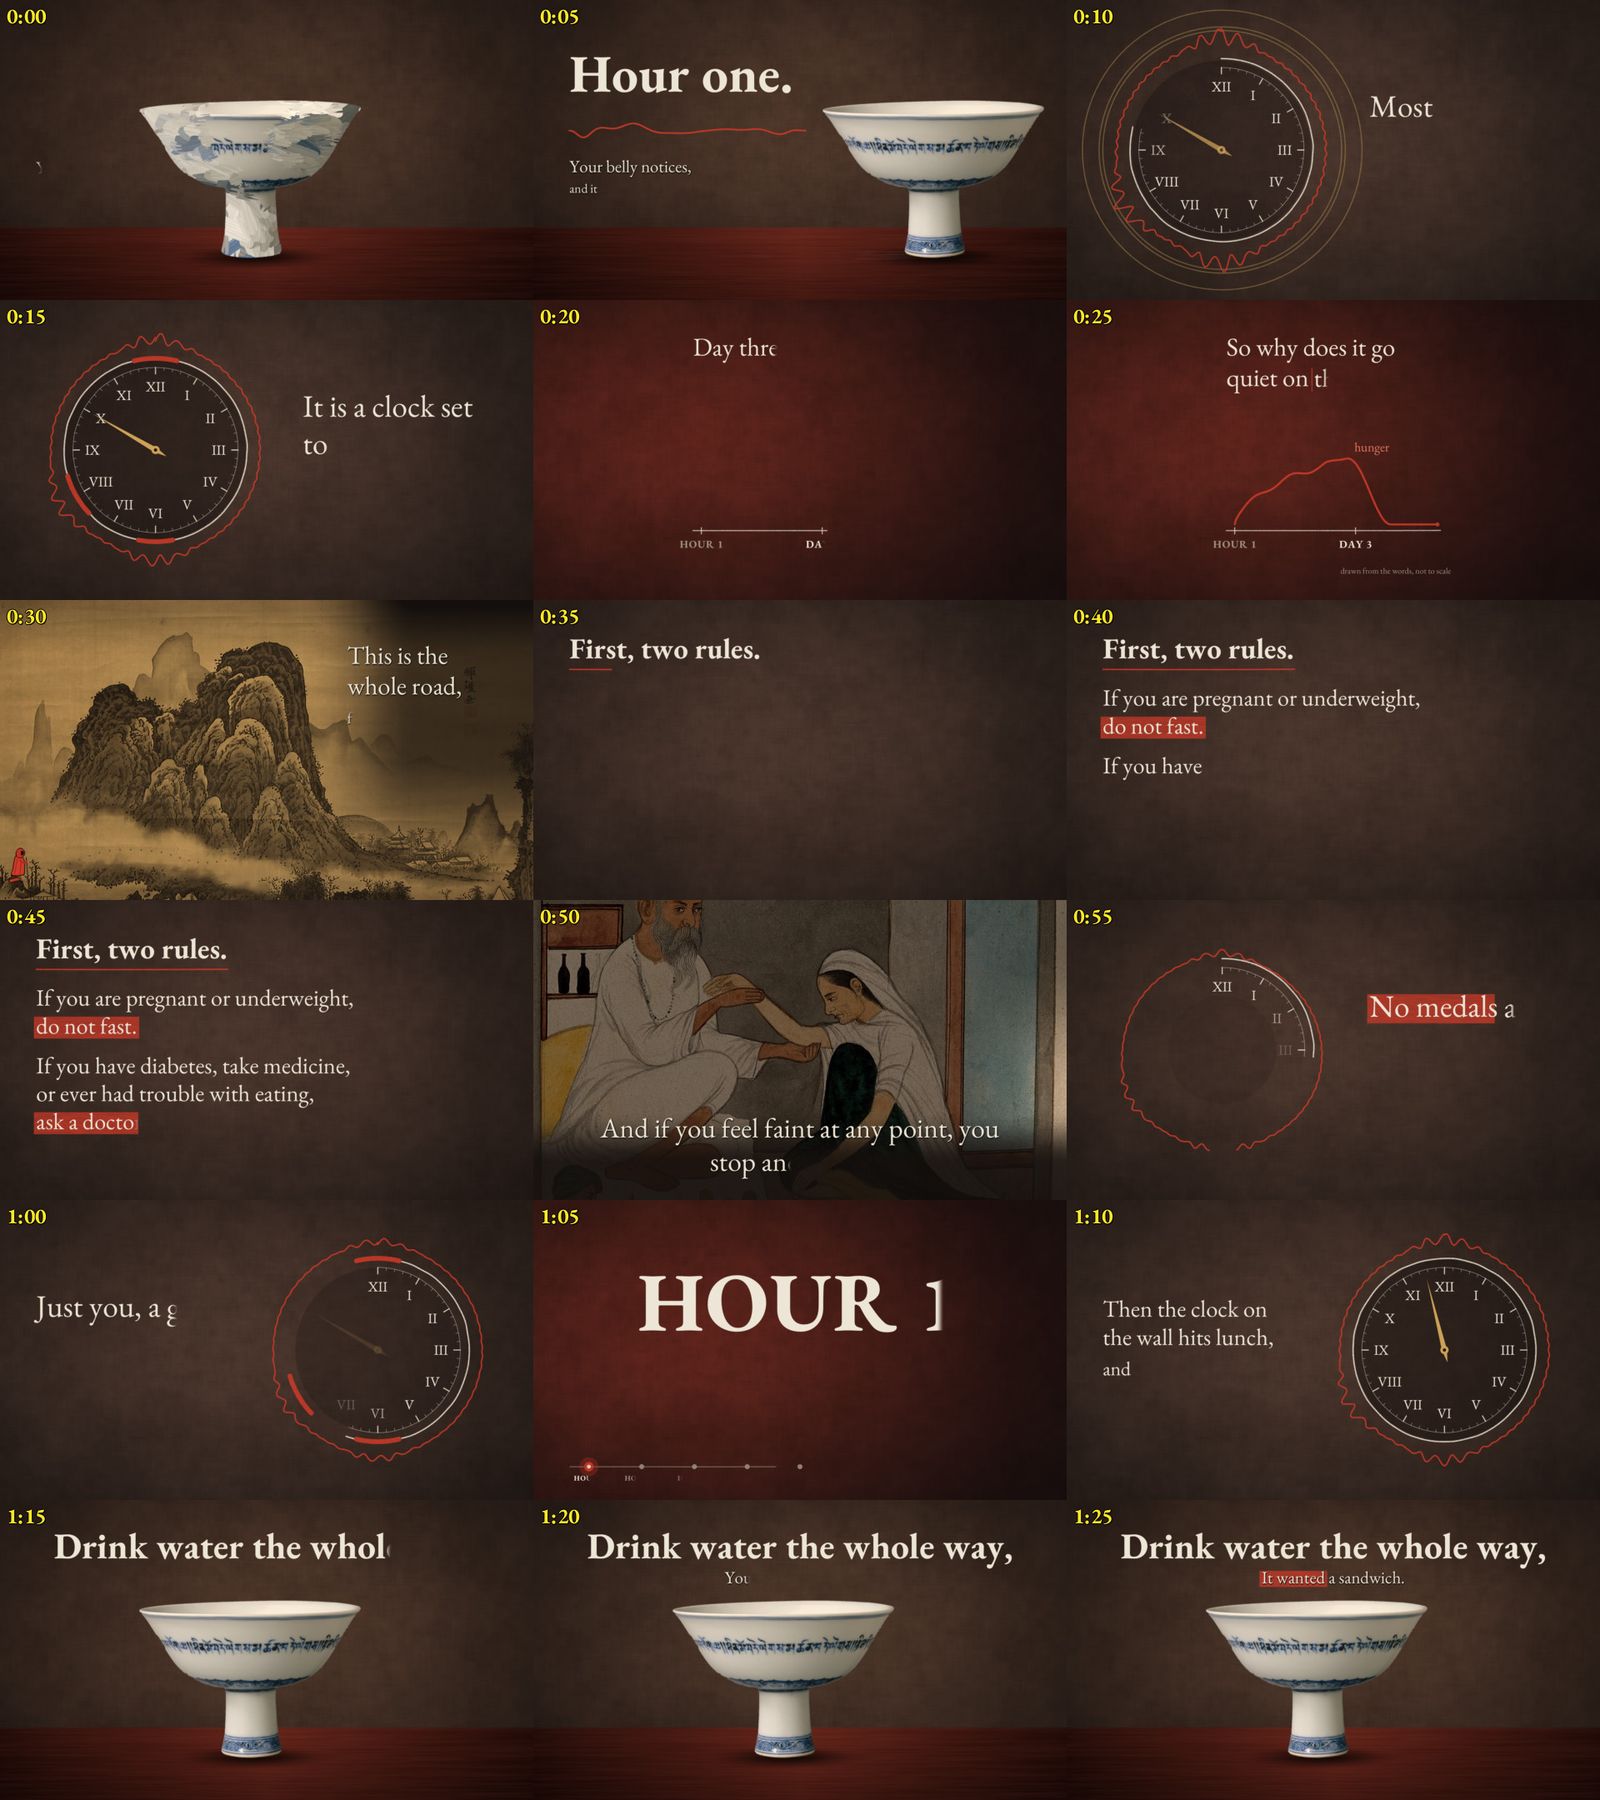 0:00
0:05
Hour one.
Your belly notices,
and it
0:10
XII
I
II
III
IV
V
VI
VII
VIII
IX
X
Most
0:15
XII
I
II
III
IV
V
VI
VII
VIII
IX
X
XI
It is a clock set
to
0:20
Day thre
HOUR 1
DA
0:25
So why does it go
quiet on
hunger
HOUR 1
DAY 3
drawn from the words, not to scale
0:30
This is the
whole road,
f
0:35
First, two rules.
0:40
First, two rules.
If you are pregnant or underweight,
do not fast.
If you have
0:45
First, two rules.
If you are pregnant or underweight,
do not fast.
If you have diabetes, take medicine,
or ever had trouble with eating,
ask a docto
0:50
And if you feel faint at any point, you
stop an
0:55
XII
I
II
III
No medals a
1:00
Just you, a g
XII
I
II
III
IV
V
VI
VII
1:05
HOUR 1
HOU
1:10
Then the clock on
the wall hits lunch,
and
XII
I
II
III
IV
V
VI
VII
VIII
IX
X
XI
1:15
Drink water the whol
1:20
Drink water the whole way,
You
1:25
Drink water the whole way,
It wanted a sandwich.